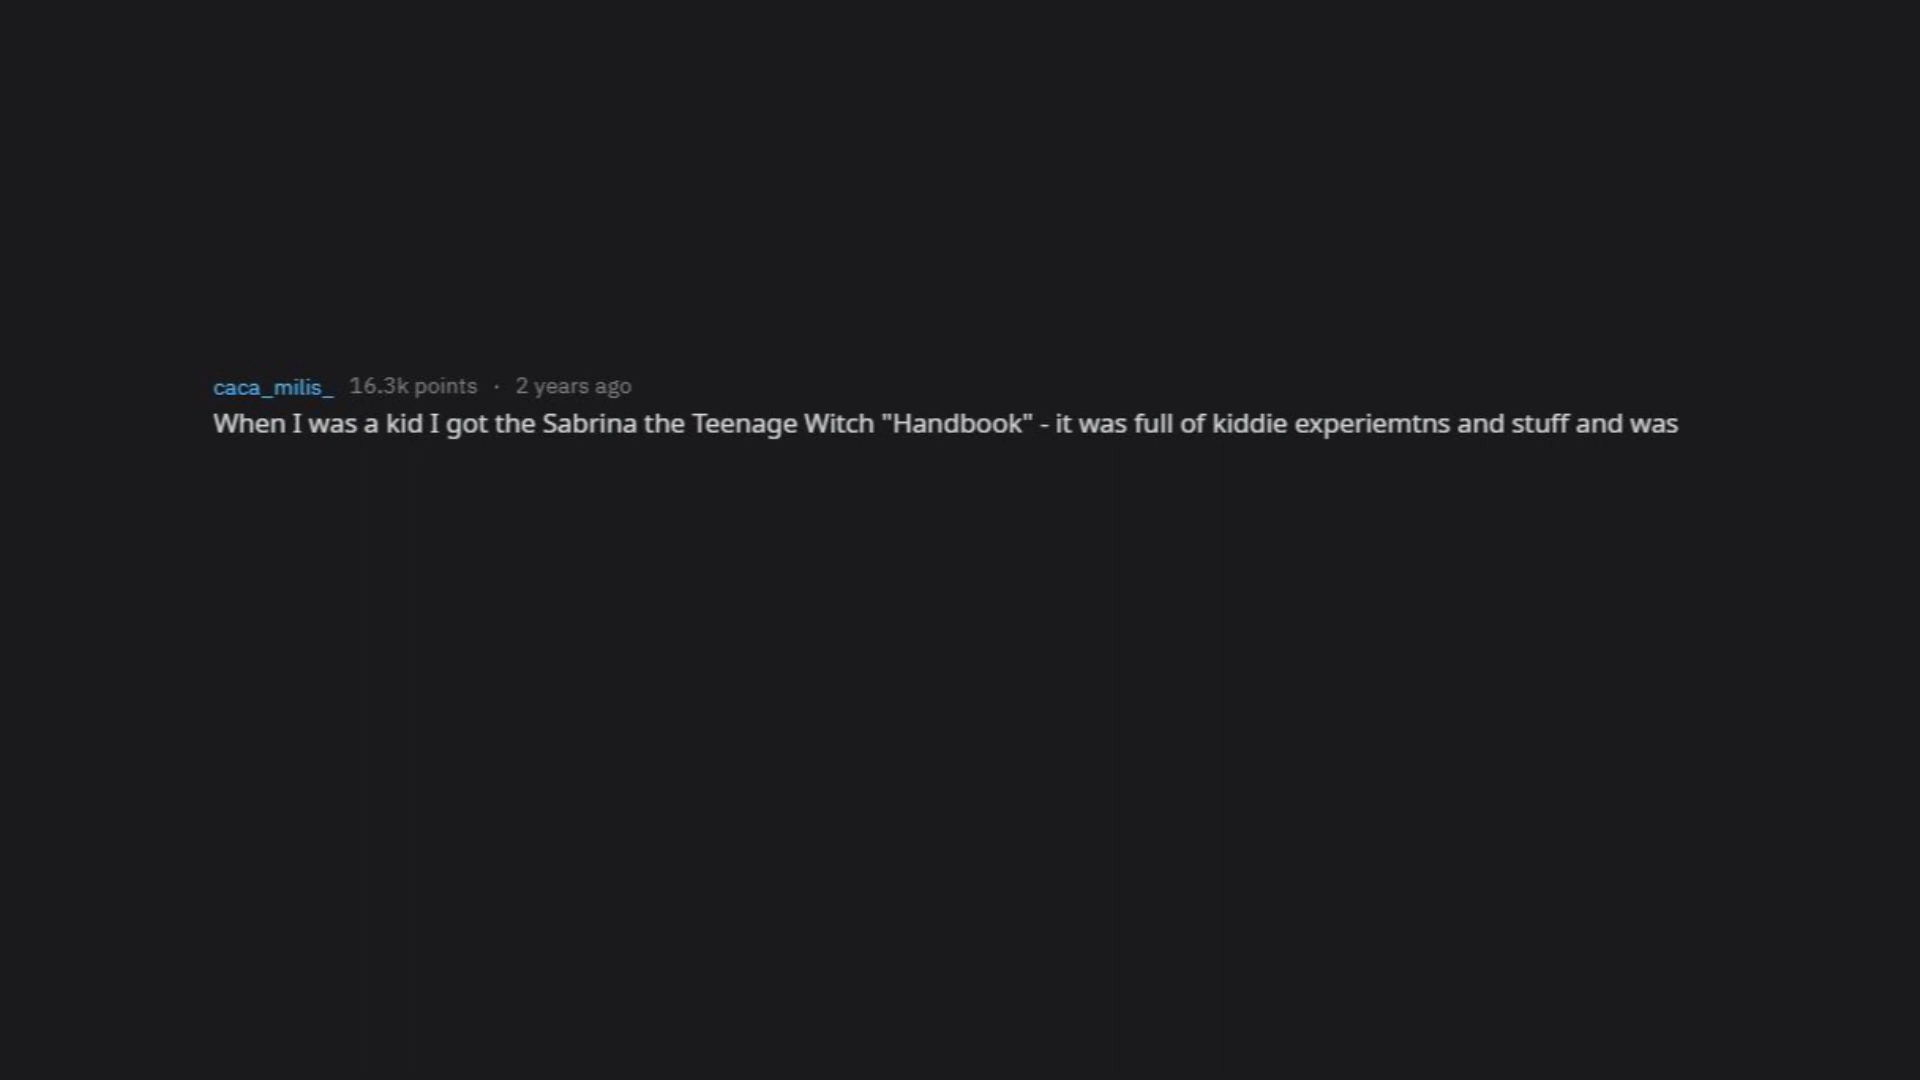 caca_milis_ 16.3k points · 2 years ago
When I was a kid I got the Sabrina the Teenage Witch "Handbook" - it was full of kiddie experiemtns and stuff and was